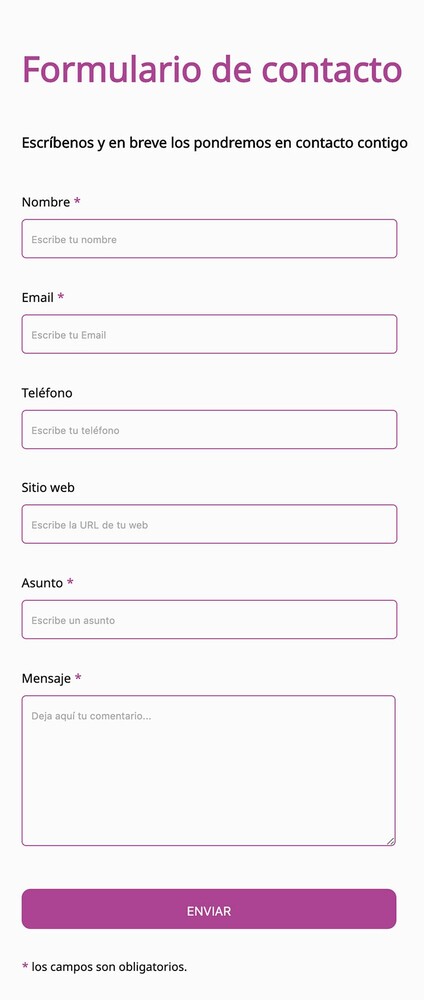 Formulario de contacto
Escríbenos y en breve los pondremos en contacto contigo
Nombre *
Escribe tu nombre
Email *
Escribe tu Email
Teléfono
Escribe tu teléfono
Sitio web
Escribe la URL de tu web
Asunto *
Escribe un asunto
Mensaje *
Deja aquí tu comentario...
ENVIAR
* los campos son obligatorios.